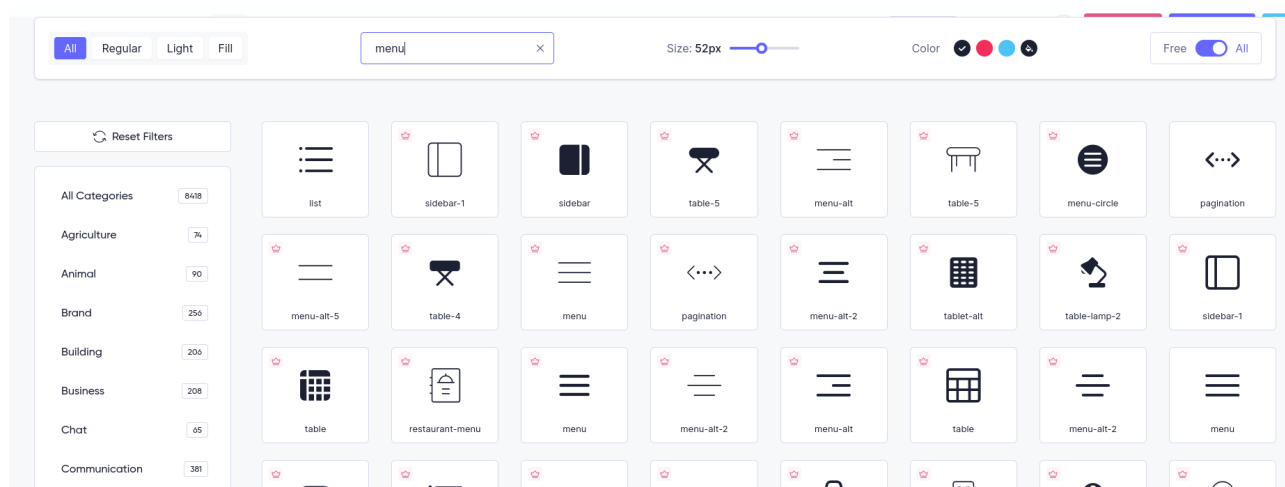 All Regular Light Fill menu Size: 52px Color Free All
Reset Filters
All Categories 8418
Agriculture 74
Animal 90
Brand 256
Building 206
Business 208
Chat 65
Communication 381
list sidebar-1 sidebar table-5 menu-alt table-5 menu-circle pagination
menu-alt-5 table-4 menu pagination menu-alt-2 tablet-alt table-lamp-2 sidebar-1
table restaurant-menu menu menu-alt-2 menu-alt table menu-alt-2 menu